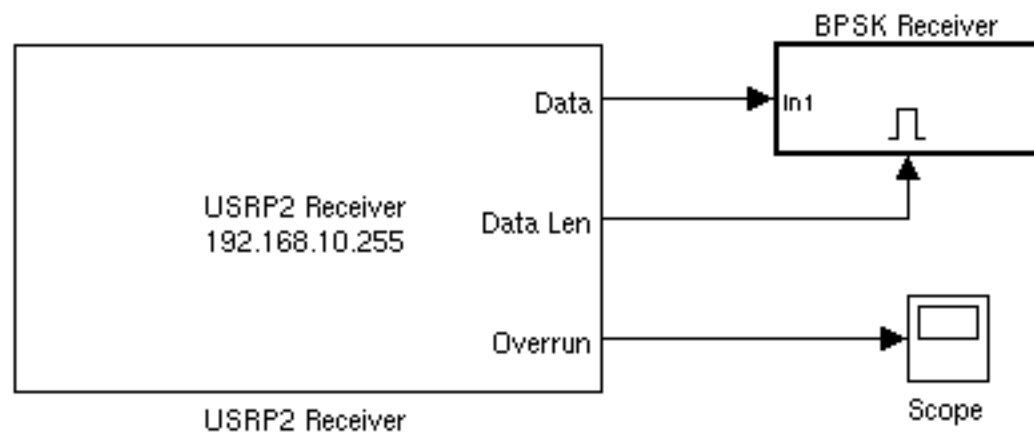 BPSK Receiver
Data
In1
USRP2 Receiver
192.168.10.255
Data Len
Overrun
Scope
USRP2 Receiver